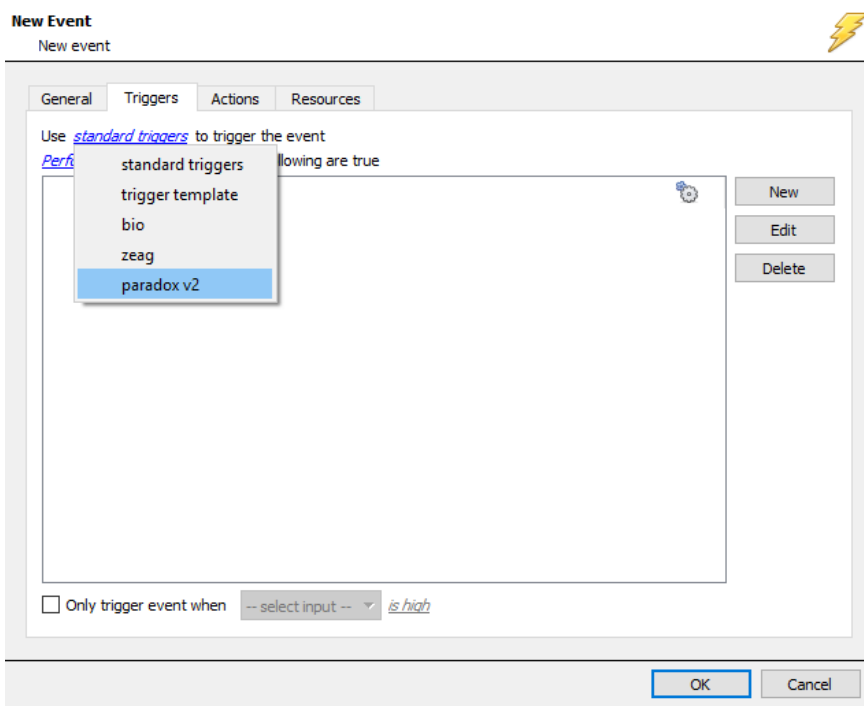 New Event
New event
General Triggers Actions Resources
Use standard triggers to trigger the event
Perfo llowing are true
standard triggers
trigger template
bio
zeag
paradox v2
New
Edit
Delete
Only trigger event when -- select input -- is high
OK Cancel